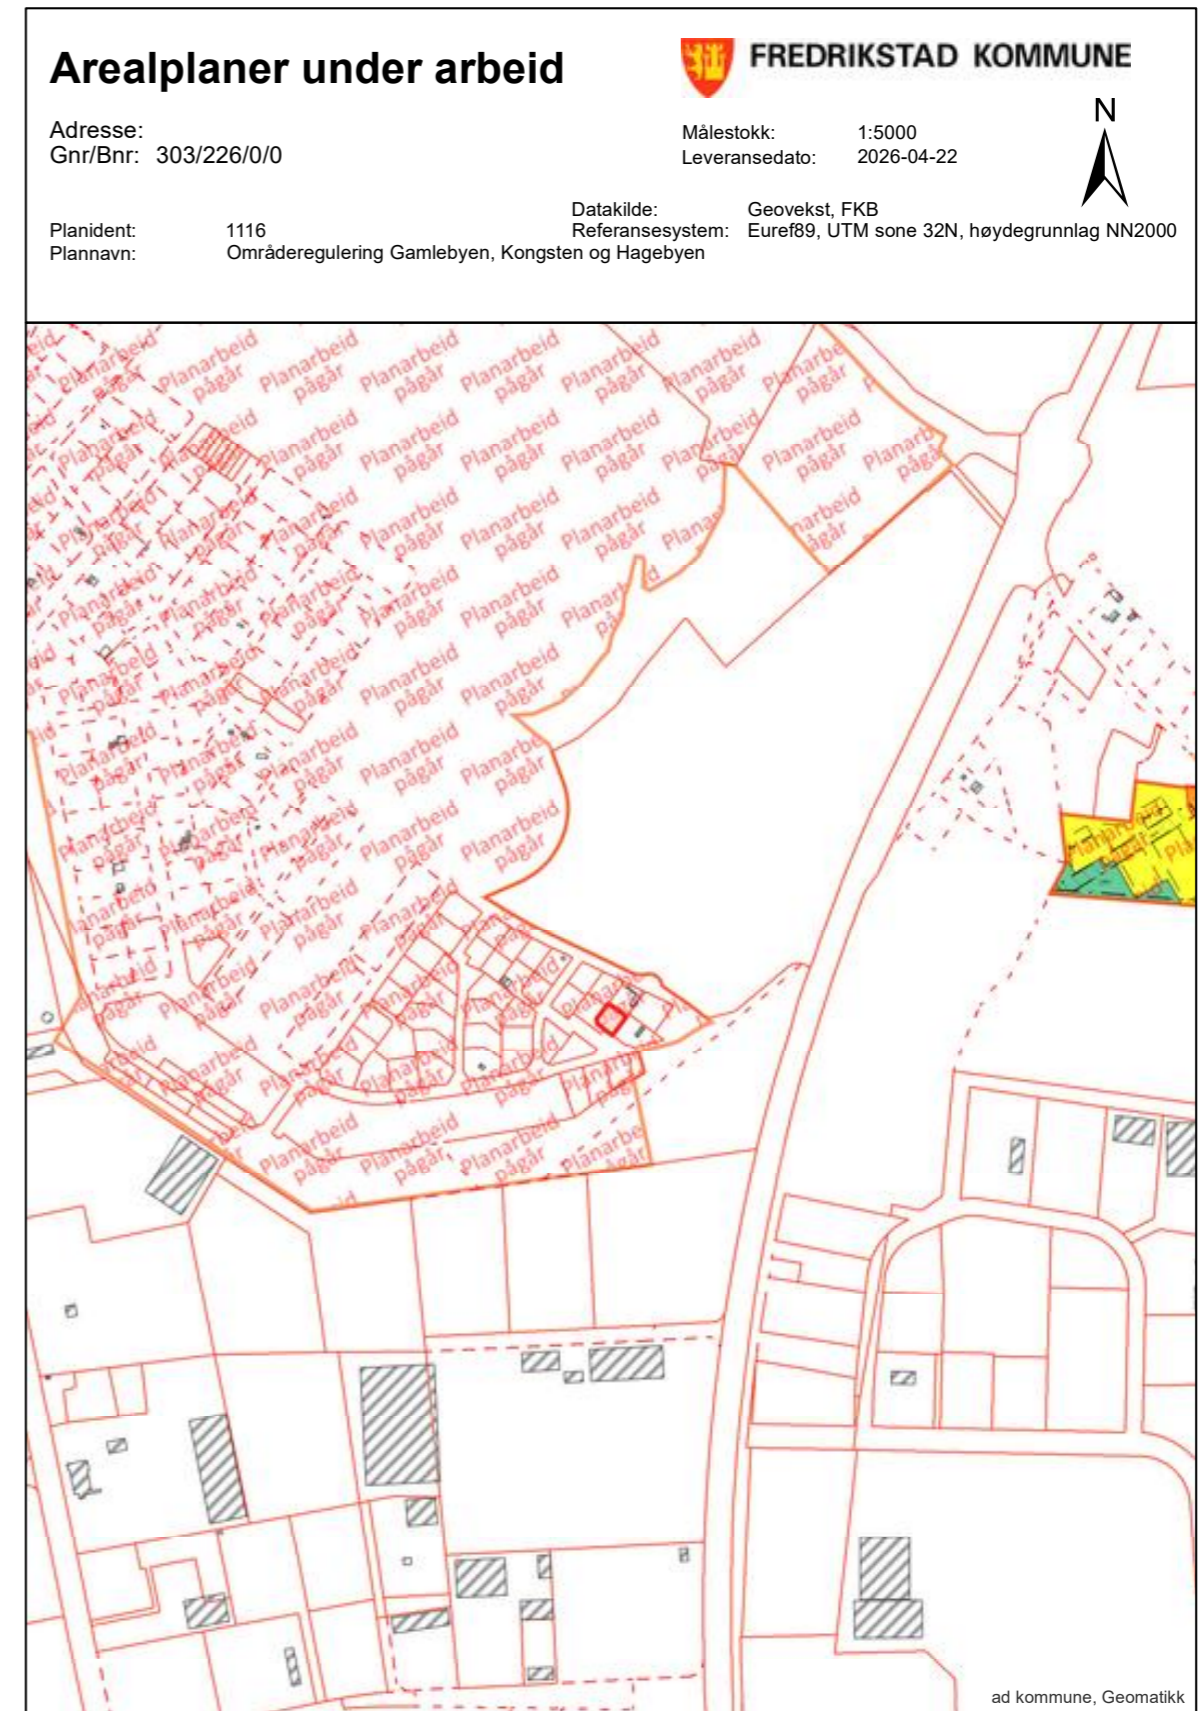 Arealplaner under arbeid
FREDRIKSTAD KOMMUNE
N
Adresse:
Gnr/Bnr: 303/226/0/0
Målestokk: 1:5000
Leveransedato: 2026-04-22
Datakilde: Geovekst, FKB
Planident: 1116
Referansesystem: Euref89, UTM sone 32N, høydegrunnlag NN2000
Plannavn: Områderegulering Gamlebyen, Kongsten og Hagebyen
Planarbeid pågår
ad kommune, Geomatikk